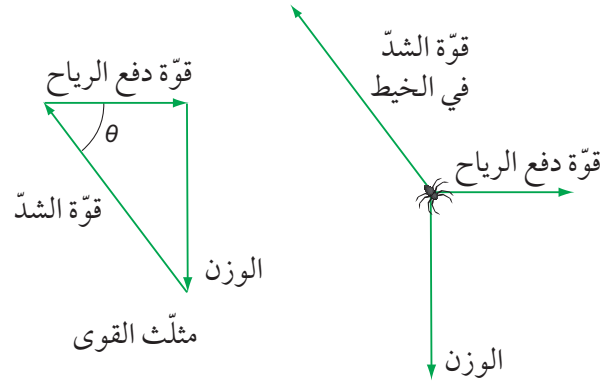 قوّة الشدّ
في الخيط
قوّة دفع الرياح
الوزن
قوّة دفع الرياح
θ
قوّة الشدّ
الوزن
مثلّث القوى